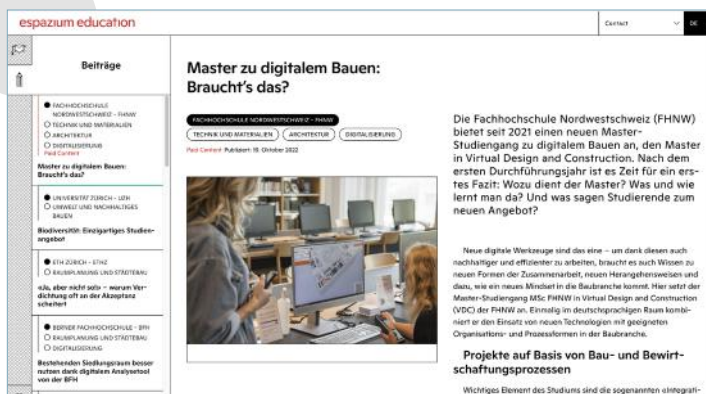 espazium education
Contact
DE
Beiträge
FACHHOCHSCHULE
NORDWESTSCHWEIZ - FHNW
TECHNIK UND MATERIALIEN
ARCHITEKTUR
DIGITALISIERUNG
Paid Content
Master zu digitalem Bauen:
Braucht's das?
UNIVERSITÄT ZÜRICH - UZH
UMWELT UND NACHHALTIGES
BAUEN
Biodiversität: Einzigartiges Studien-
angebot
ETH ZÜRICH - ETHZ
RAUMPLANUNG UND STÄDTEBAU
«Ja, aber nicht so!» – warum Ver-
dichtung oft an der Akzeptanz
scheitert
BERNER FACHHOCHSCHULE - BFH
RAUMPLANUNG UND STÄDTEBAU
DIGITALISIERUNG
Bestehenden Siedlungsraum besser
nutzen dank digitalem Analysetool
von der BFH
Master zu digitalem Bauen:
Braucht's das?
FACHHOCHSCHULE NORDWESTSCHWEIZ - FHNW
TECHNIK UND MATERIALIEN
ARCHITEKTUR
DIGITALISIERUNG
Paid Content Publiziert: 19. Oktober 2022
Die Fachhochschule Nordwestschweiz (FHNW)
bietet seit 2021 einen neuen Master-
Studiengang zu digitalem Bauen an, den Master
in Virtual Design and Construction. Nach dem
ersten Durchführungsjahr ist es Zeit für ein ers-
tes Fazit: Wozu dient der Master? Was und wie
lernt man da? Und was sagen Studierende zum
neuen Angebot?
Neue digitale Werkzeuge sind das eine – um dank diesen auch
nachhaltiger und effizienter zu arbeiten, braucht es auch Wissen zu
neuen Formen der Zusammenarbeit, neuen Herangehensweisen und
dazu, wie ein neues Mindset in die Baubranche kommt. Hier setzt der
Master-Studiengang MSc FHNW in Virtual Design and Construction
(VDC) der FHNW an. Einmalig im deutschsprachigen Raum kombi-
niert er den Einsatz von neuen Technologien mit geeigneten
Organisations- und Prozessformen in der Baubranche.
Projekte auf Basis von Bau- und Bewirt-
schaftungsprozessen
Wichtiges Element des Studiums sind die sogenannten «Integrati-